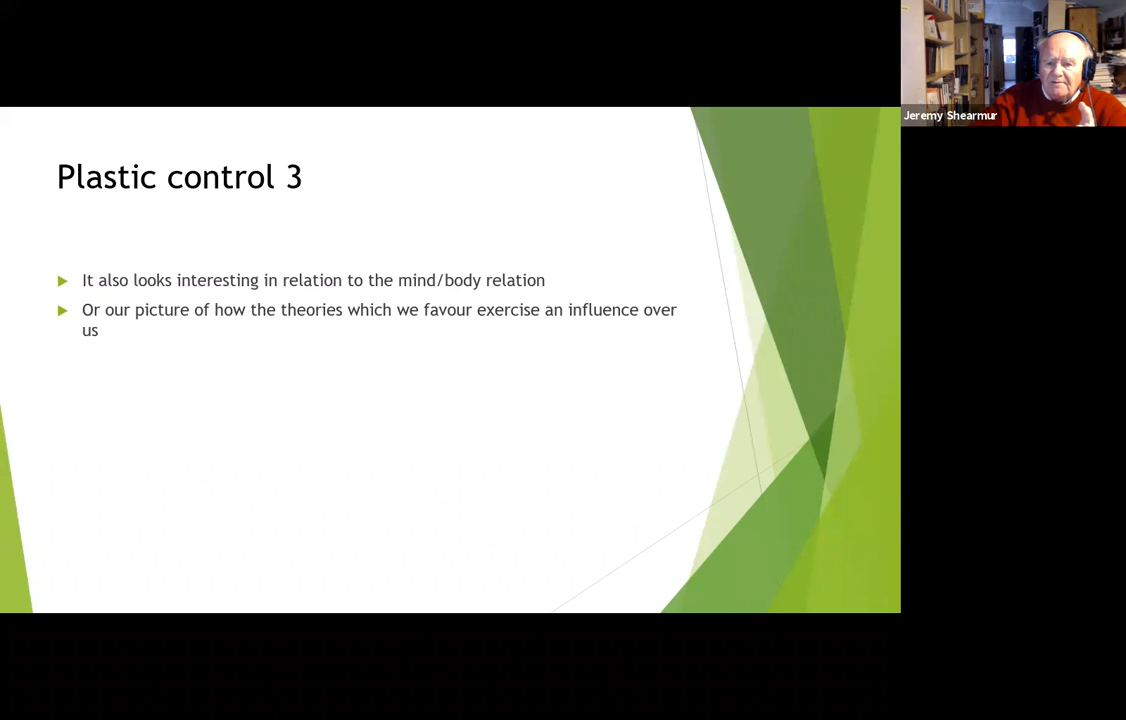 Jeremy Shearmur
Plastic control 3
It also looks interesting in relation to the mind/body relation
Or our picture of how the theories which we favour exercise an influence over
us